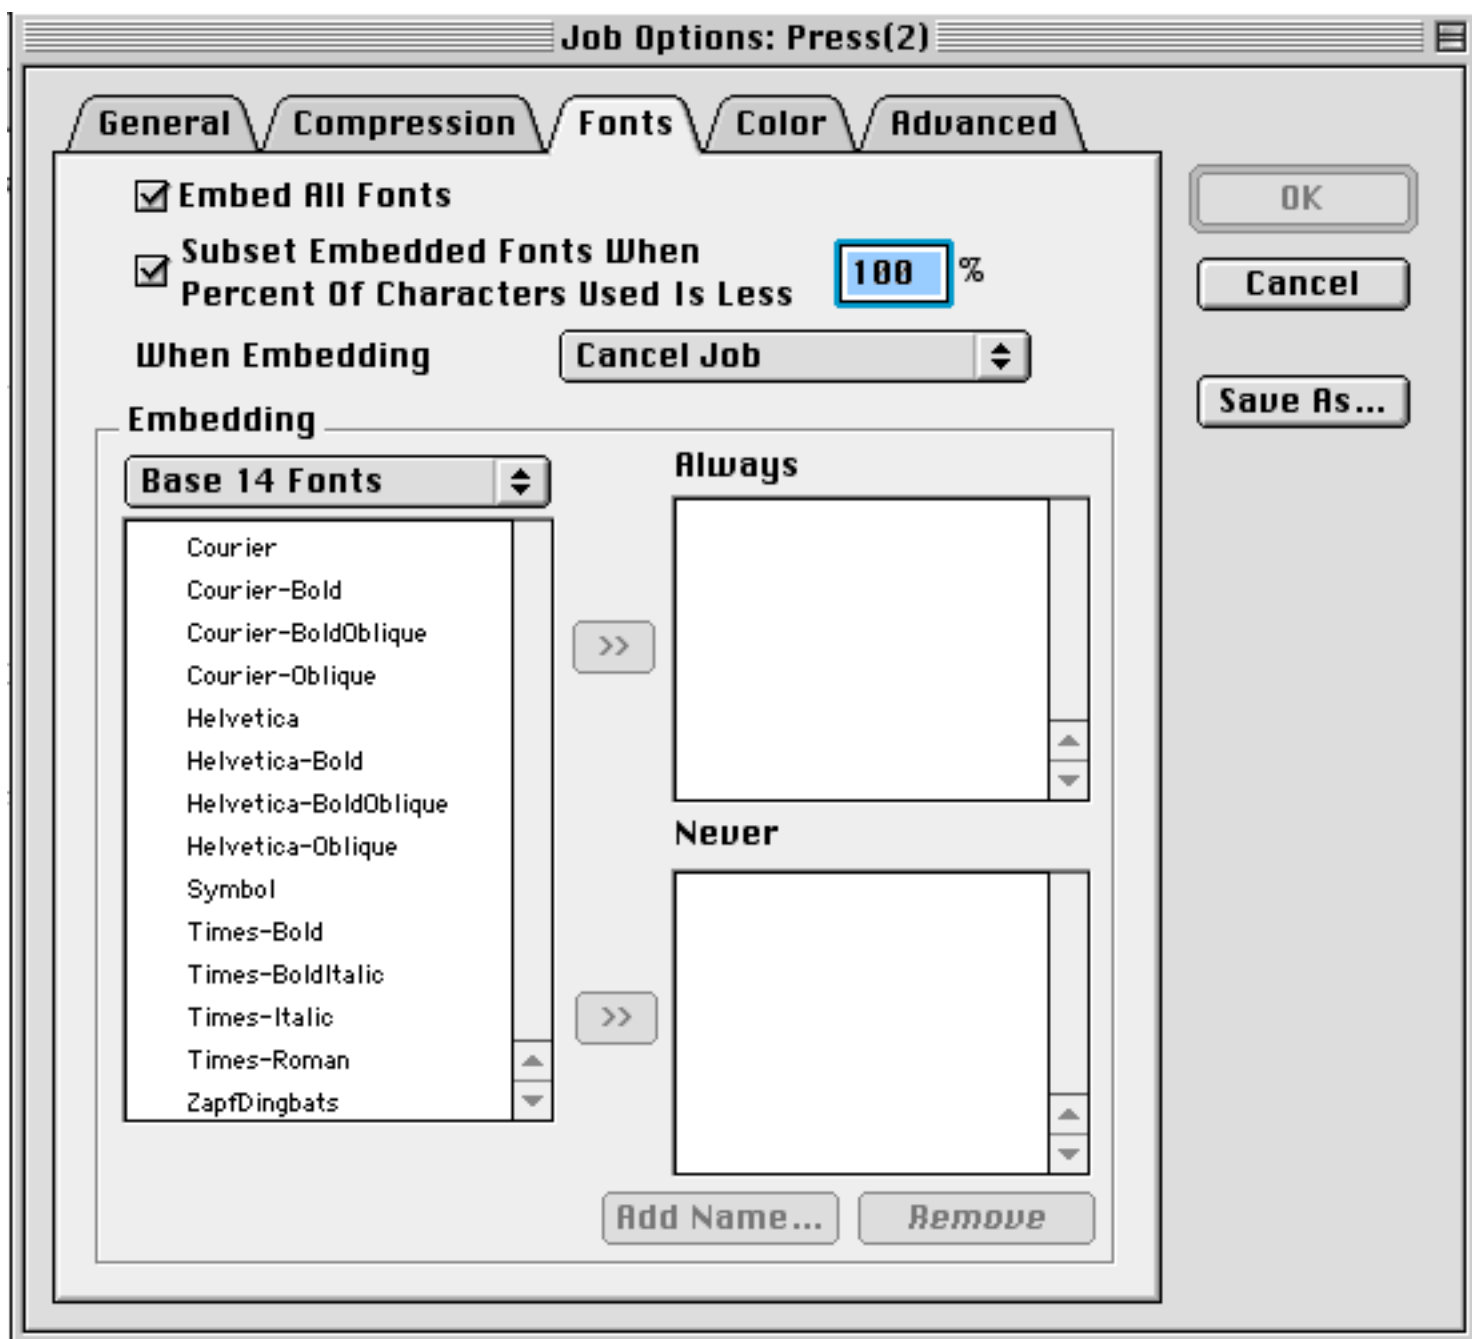 Job Options: Press(2)
General Compression Fonts Color Advanced
Embed All Fonts
Subset Embedded Fonts When
Percent Of Characters Used Is Less
100 %
When Embedding Cancel Job
OK
Cancel
Save As...
Embedding
Base 14 Fonts
Courier
Courier-Bold
Courier-BoldOblique
Courier-Oblique
Helvetica
Helvetica-Bold
Helvetica-BoldOblique
Helvetica-Oblique
Symbol
Times-Bold
Times-BoldItalic
Times-Italic
Times-Roman
ZapfDingbats
>>
>>
Always
Never
Add Name... Remove